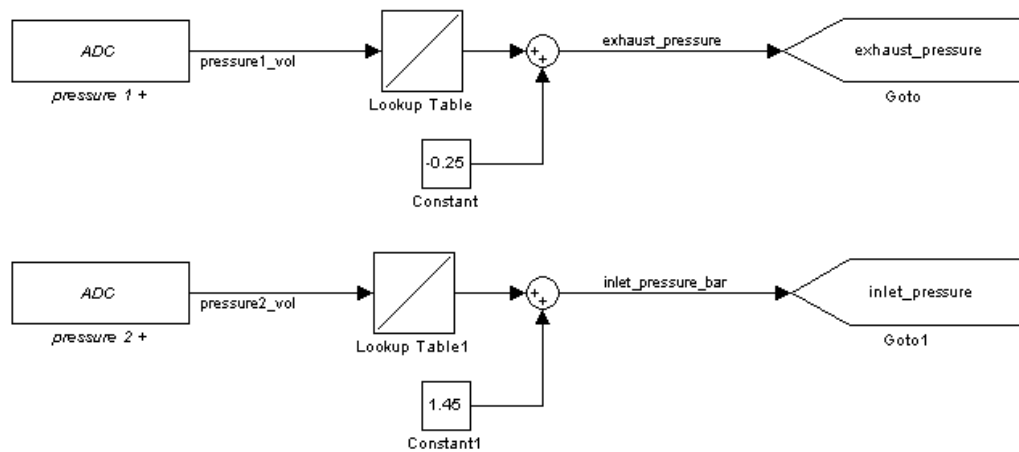 ADC
pressure1_vol
pressure 1 +
Lookup Table
+
+
exhaust_pressure
exhaust_pressure
Goto
-0.25
Constant
ADC
pressure2_vol
pressure 2 +
Lookup Table1
+
+
inlet_pressure_bar
inlet_pressure
Goto1
1.45
Constant1